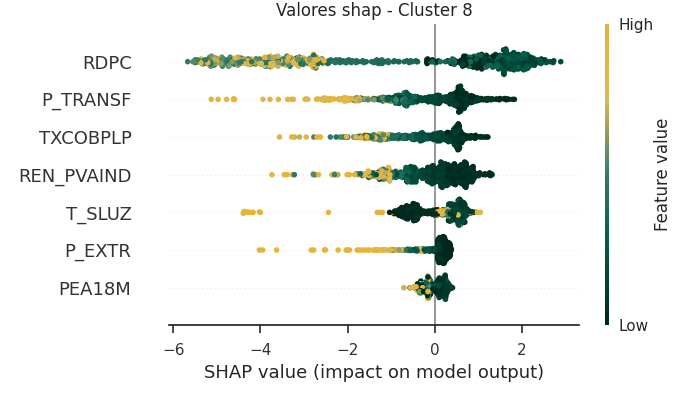 Valores shap - Cluster 8
High
RDPC
P_TRANSF
TXCOBPLP
REN_PVAIND
T_SLUZ
P_EXTR
PEA18M
Feature value
Low
−6 −4 −2 0 2
SHAP value (impact on model output)